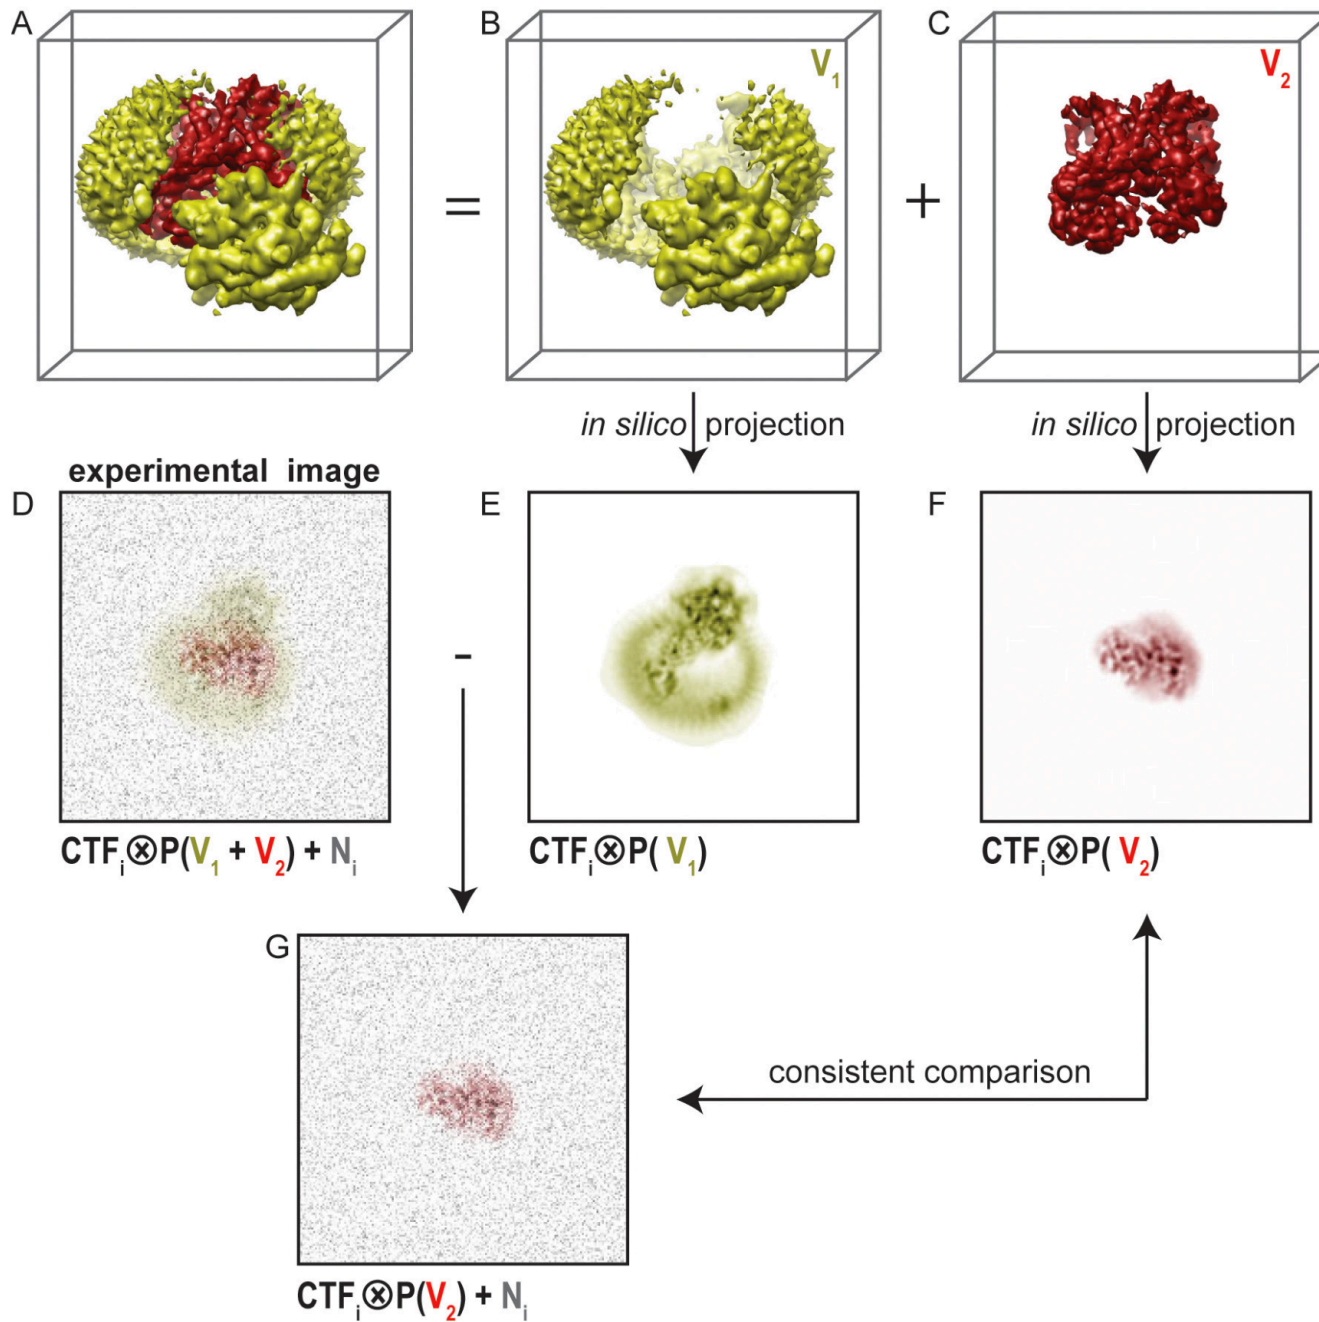 A
B
C
V₁
V₂
=
+
in silico projection
in silico projection
experimental image
D
E
F
-
CTFᵢ⊗P(V₁ + V₂) + Nᵢ
CTFᵢ⊗P( V₁)
CTFᵢ⊗P( V₂)
G
consistent comparison
CTFᵢ⊗P(V₂) + Nᵢ